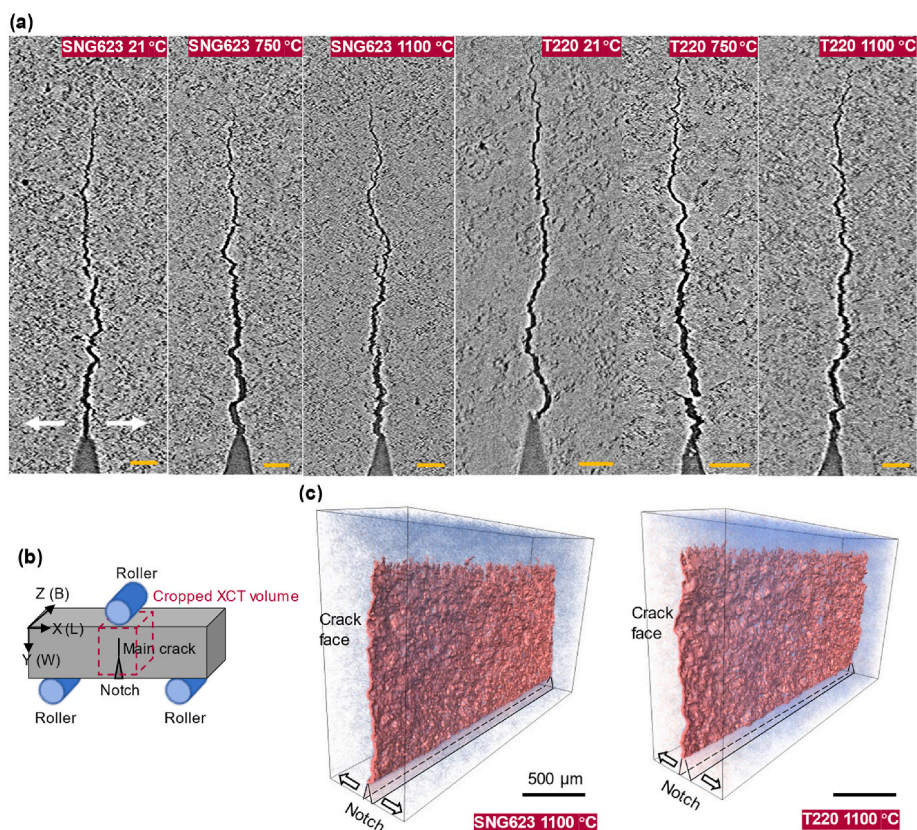 (a)
SNG623 21 °C
SNG623 750 °C
SNG623 1100 °C
T220 21 °C
T220 750 °C
T220 1100 °C
(b)
Roller
Z (B)
Cropped XCT volume
X (L)
Main crack
Y (W)
Notch
Roller
Roller
(c)
Crack
face
Notch
500 µm
SNG623 1100 °C
Crack
face
Notch
T220 1100 °C